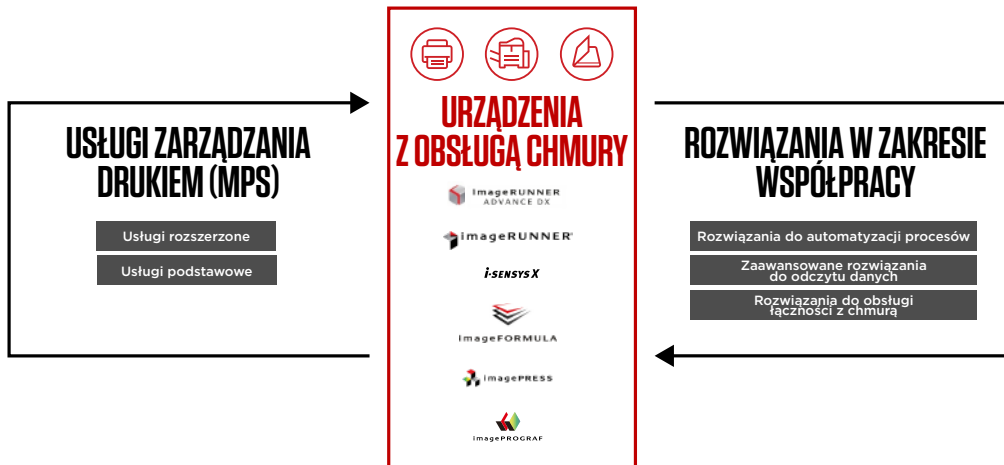 USŁUGI ZARZĄDZANIA
DRUKIEM (MPS)
Usługi rozszerzone
Usługi podstawowe
URZĄDZENIA
Z OBSŁUGĄ CHMURY
imageRUNNER
ADVANCE DX
imageRUNNER®
i-SENSYS X
imageFORMULA
imagePRESS
imagePROGRAF
ROZWIĄZANIA W ZAKRESIE
WSPÓŁPRACY
Rozwiązania do automatyzacji procesów
Zaawansowane rozwiązania
do odczytu danych
Rozwiązania do obsługi
łączności z chmurą